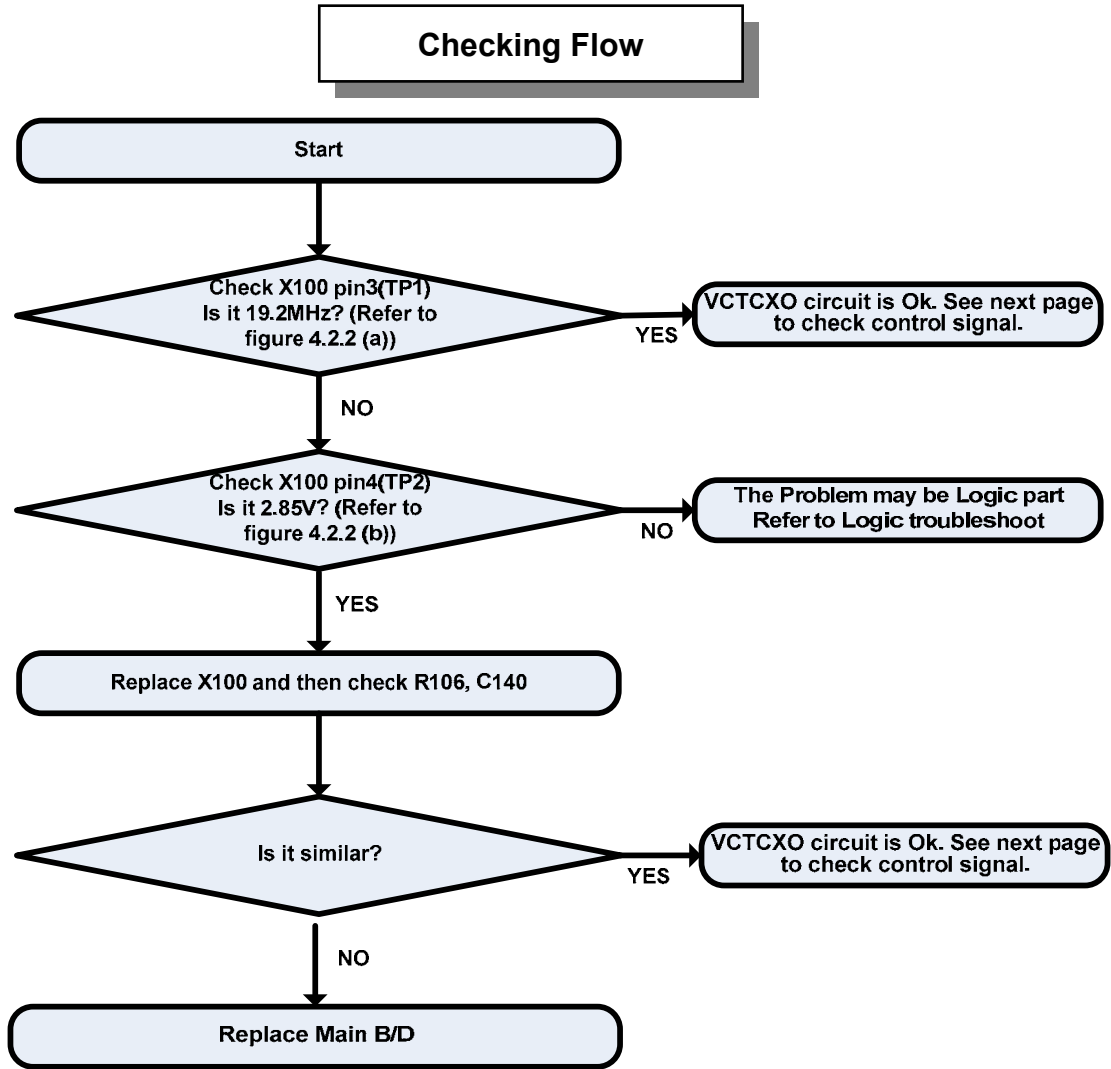 Checking Flow
Start
Check X100 pin3(TP1)
Is it 19.2MHz? (Refer to
figure 4.2.2 (a))
YES
VCTCXO circuit is Ok. See next page
to check control signal.
NO
Check X100 pin4(TP2)
Is it 2.85V? (Refer to
figure 4.2.2 (b))
NO
The Problem may be Logic part
Refer to Logic troubleshoot
YES
Replace X100 and then check R106, C140
Is it similar?
YES
VCTCXO circuit is Ok. See next page
to check control signal.
NO
Replace Main B/D